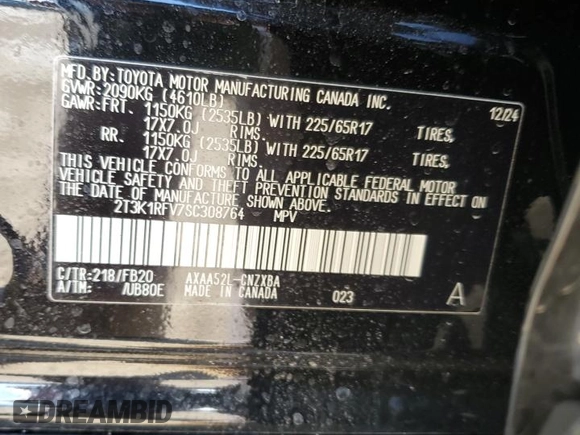 MFD.BY:TOYOTA MOTOR MANUFACTURING CANADA INC.
GVWR:2090KG (4610LB) 12/24
GAWR:FRT. 1150KG (2535LB) WITH 225/65R17 TIRES,
17X7.0J RIMS.
RR. 1150KG (2535LB) WITH 225/65R17 TIRES,
17X7.0J RIMS.
THIS VEHICLE CONFORMS TO ALL APPLICABLE FEDERAL MOTOR
VEHICLE SAFETY AND THEFT PREVENTION STANDARDS IN EFFECT ON
THE DATE OF MANUFACTURE SHOWN ABOVE.
2T3K1RFV7SC308764 MPV
C/TR:218/FB20 AXAA52L-CNZXBA
A/TM: /UB80E MADE IN CANADA 023 A
DREAMBID